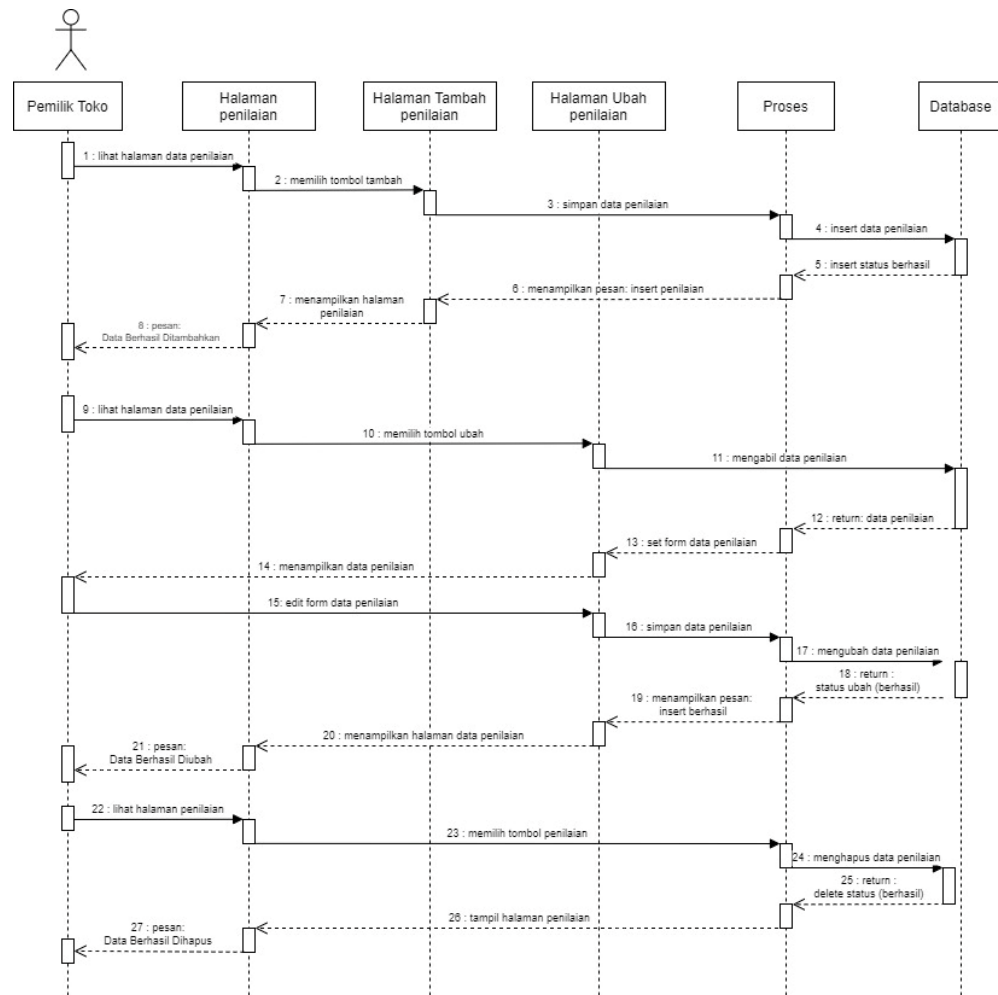 Pemilik Toko
Halaman
penilaian
Halaman Tambah
penilaian
Halaman Ubah
penilaian
Proses
Database
1 : lihat halaman data penilaian
2 : memilih tombol tambah
3 : simpan data penilaian
4 : insert data penilaian
5 : insert status berhasil
6 : menampilkan pesan: insert penilaian
7 : menampilkan halaman
penilaian
8 : pesan:
Data Berhasil Ditambahkan
9 : lihat halaman data penilaian
10 : memilih tombol ubah
11 : mengabil data penilaian
12 : return: data penilaian
13 : set form data penilaian
14 : menampilkan data penilaian
15: edit form data penilaian
16 : simpan data penilaian
17 : mengubah data penilaian
18 : return :
status ubah (berhasil)
19 : menampilkan pesan:
insert berhasil
20 : menampilkan halaman data penilaian
21 : pesan:
Data Berhasil Diubah
22 : lihat halaman penilaian
23 : memilih tombol penilaian
24 : menghapus data penilaian
25 : return :
delete status (berhasil)
26 : tampil halaman penilaian
27 : pesan:
Data Berhasil Dihapus